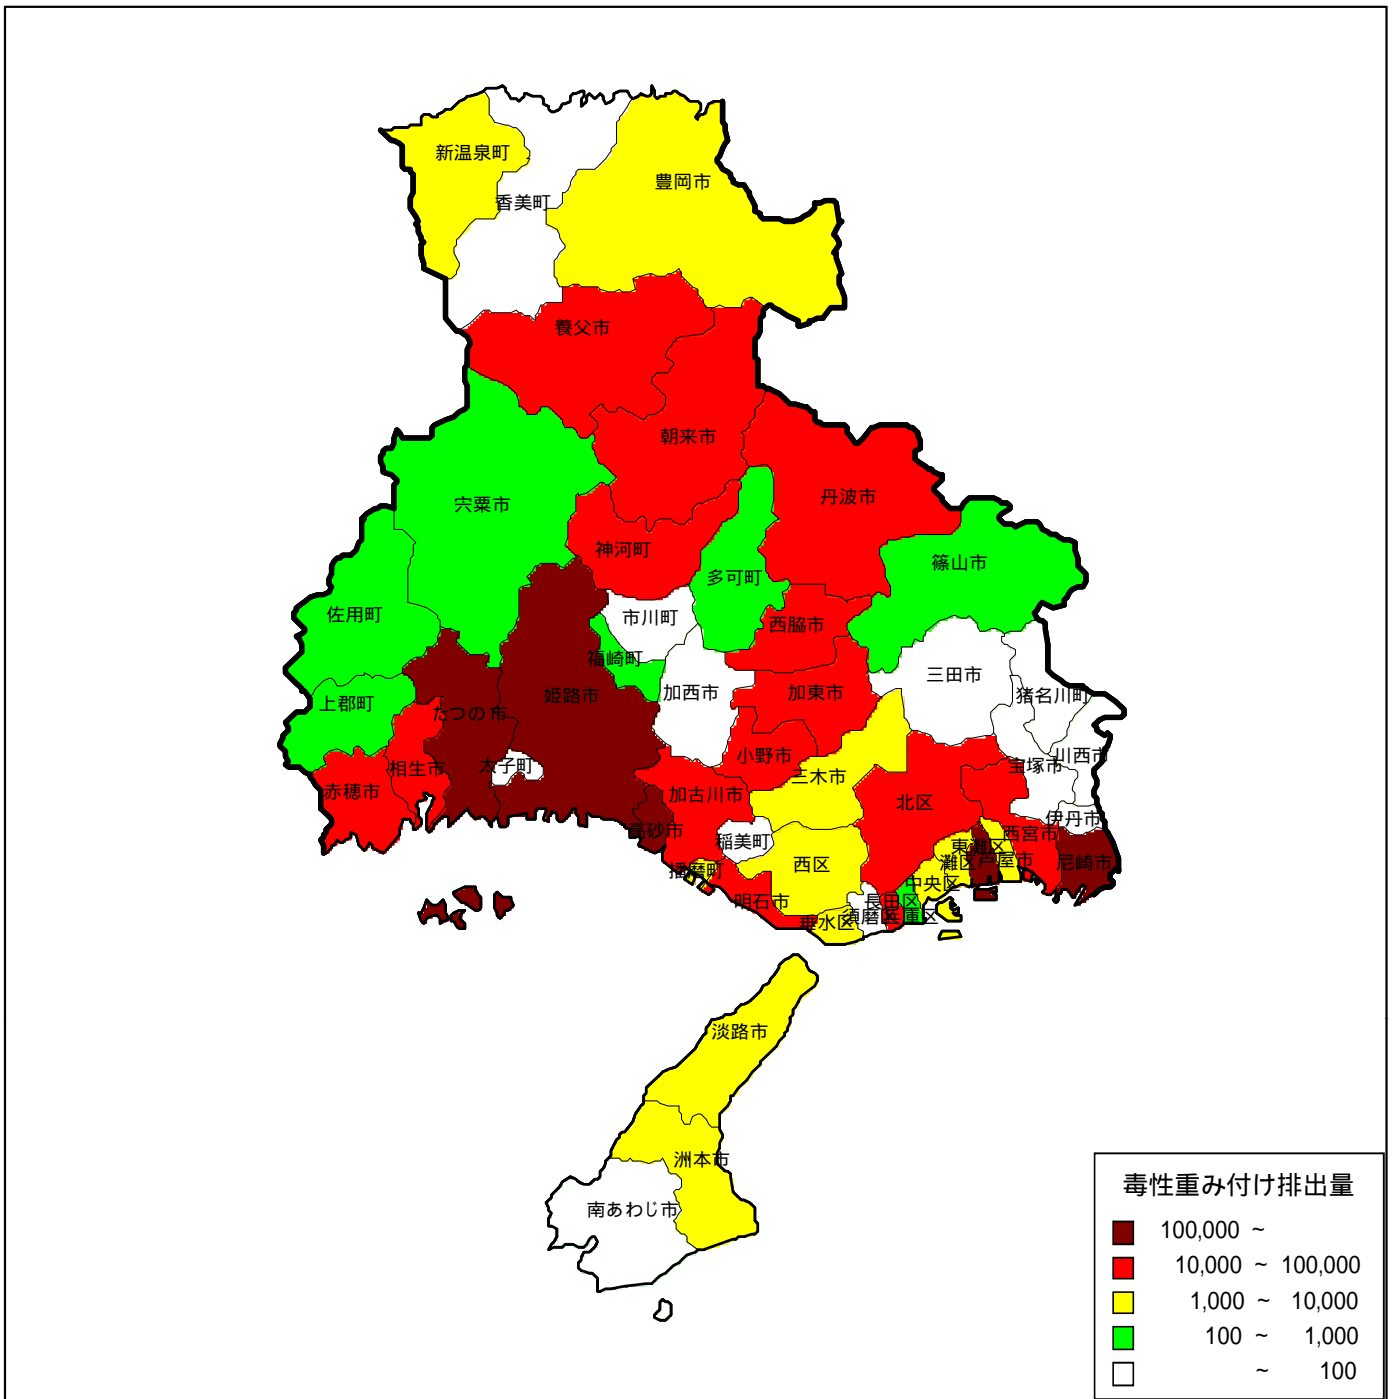 新温泉町
豊岡市
香美町
養父市
朝来市
丹波市
宍粟市
神河町
篠山市
多可町
佐用町
市川町
西脇市
福崎町
三田市
加西市
加東市
姫路市
猪名川町
上郡町
たつの市
小野市
川西市
太子町
相生市
三木市
宝塚市
赤穂市
加古川市
北区
伊丹市
高砂市
稲美町
西宮市
東灘区
西区
灘区
芦屋市
尼崎市
播磨町
中央区
明石市
長田区
須磨区
兵庫区
垂水区
淡路市
洲本市
南あわじ市
毒性重み付け排出量
100,000 ~
10,000 ~ 100,000
1,000 ~ 10,000
100 ~ 1,000
~ 100